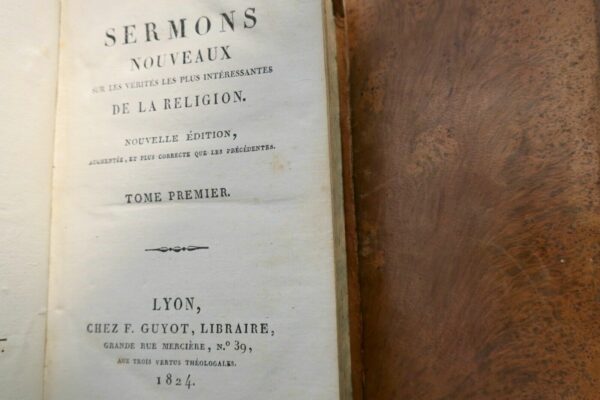 SERMONS
NOUVEAUX
SUR LES VERITÉS LES PLUS INTÉRESSANTES
DE LA RELIGION.
NOUVELLE ÉDITION,
AUGMENTÉE, ET PLUS CORRECTE QUE LES PRÉCÉDENTES.
TOME PREMIER.
LYON,
CHEZ F. GUYOT, LIBRAIRE,
GRANDE RUE MERCIÈRE, N.º 39,
AUX TROIS VERTUS THÉOLOGALES.
1824.